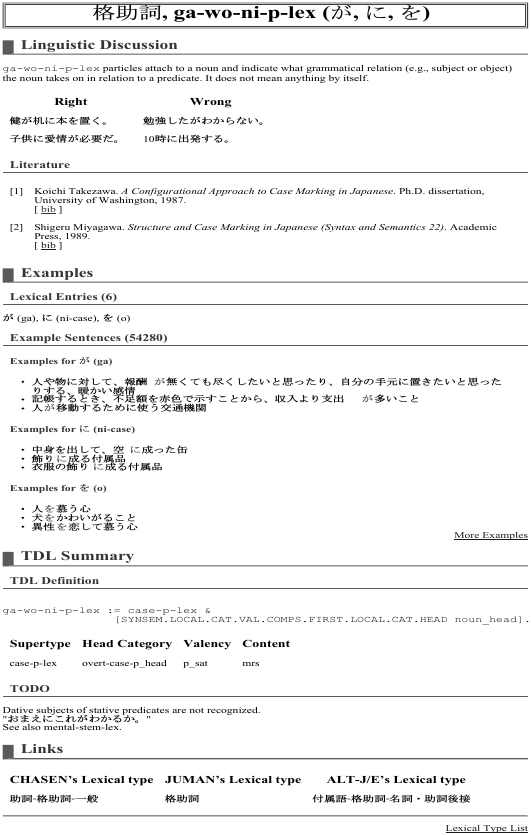 格助詞, ga-wo-ni-p-lex (が, に, を)
Linguistic Discussion
ga-wo-ni-p-lex particles attach to a noun and indicate what grammatical relation (e.g., subject or object)
the noun takes on in relation to a predicate. It does not mean anything by itself.
Right Wrong
健が机に本を置く。 勉強したがわからない。
子供に愛情が必要だ。 10時に出発する。
Literature
[1] Koichi Takezawa. A Configurational Approach to Case Marking in Japanese. Ph.D. dissertation,
University of Washington, 1987.
[ bib ]
[2] Shigeru Miyagawa. Structure and Case Marking in Japanese (Syntax and Semantics 22). Academic
Press, 1989.
[ bib ]
Examples
Lexical Entries (6)
が (ga), に (ni-case), を (o)
Example Sentences (54280)
Examples for が (ga)
• 人や物に対して、報酬 が無くても尽くしたいと思ったり、自分の手元に置きたいと思った
りする、暖かい感情
• 記帳するとき、不足額を赤色で示すことから、収入より支出 が多いこと
• 人が移動するために使う交通機関
Examples for に (ni-case)
• 中身を出して、空 に成った缶
• 飾り に成る付属品
• 衣服の飾り に成る付属品
Examples for を (o)
• 人を慕う心
• 犬をかわいがること
• 異性を恋して慕う心
More Examples
TDL Summary
TDL Definition
ga-wo-ni-p-lex := case-p-lex &
[SYNSEM.LOCAL.CAT.VAL.COMPS.FIRST.LOCAL.CAT.HEAD noun_head].
Supertype Head Category Valency Content
case-p-lex overt-case-p_head p_sat mrs
TODO
Dative subjects of stative predicates are not recognized.
"おまえにこれがわかるか。"
See also mental-stem-lex.
Links
CHASEN's Lexical type JUMAN's Lexical type ALT-J/E's Lexical type
助詞-格助詞-一般 格助詞 付属語-格助詞-名詞・助詞後接
Lexical Type List